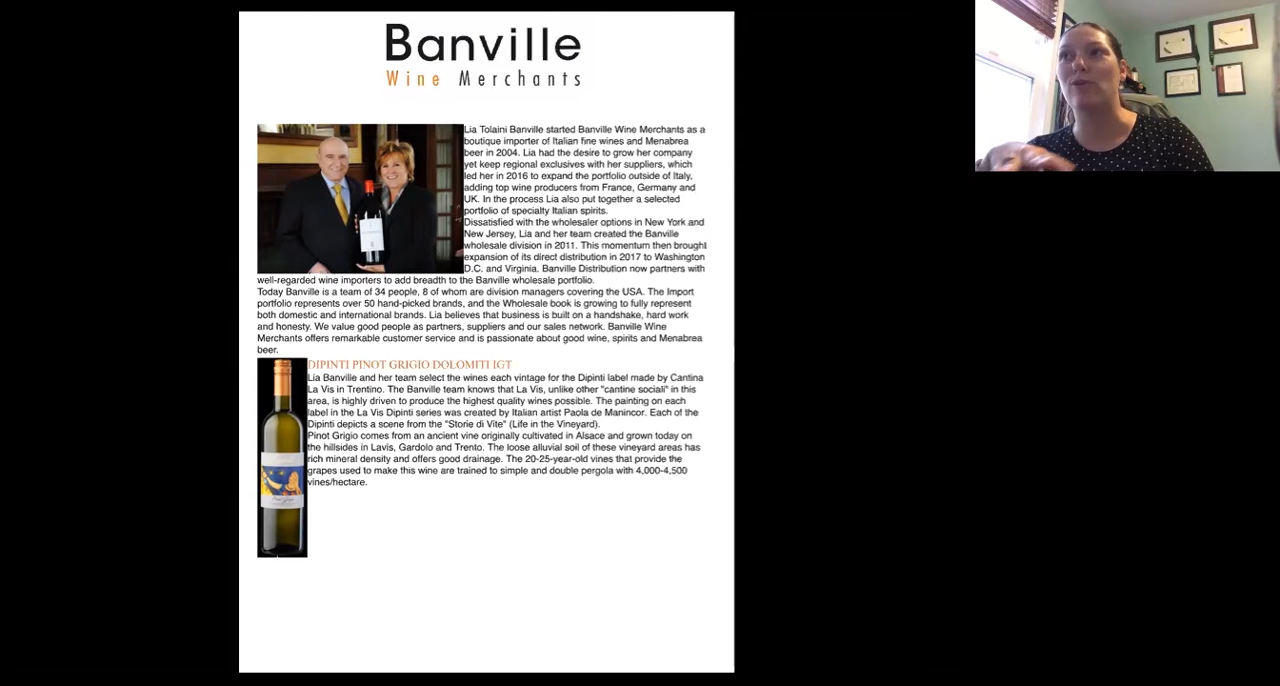 Banville
Wine Merchants
Lia Tolaini Banville started Banville Wine Merchants as a
boutique importer of Italian fine wines and Menabrea
beer in 2004. Lia had the desire to grow her company
yet keep regional exclusives with her suppliers, which
led her in 2016 to expand the portfolio outside of Italy,
adding top wine producers from France, Germany and
UK. In the process Lia also put together a selected
portfolio of specialty Italian spirits.
Dissatisfied with the wholesaler options in New York and
New Jersey, Lia and her team created the Banville
wholesale division in 2011. This momentum then brought
expansion of its direct distribution in 2017 to Washington
D.C. and Virginia. Banville Distribution now partners with
well-regarded wine importers to add breadth to the Banville wholesale portfolio.
Today Banville is a team of 34 people, 8 of whom are division managers covering the USA. The Import
portfolio represents over 50 hand-picked brands, and the Wholesale book is growing to fully represent
both domestic and international brands. Lia believes that business is built on a handshake, hard work
and honesty. We value good people as partners, suppliers and our sales network. Banville Wine
Merchants offers remarkable customer service and is passionate about good wine, spirits and Menabrea
beer.
DIPINTI PINOT GRIGIO DOLOMITI IGT
Lia Banville and her team select the wines each vintage for the Dipinti label made by Cantina
La Vis in Trentino. The Banville team knows that La Vis, unlike other "cantine sociali" in this
area, is highly driven to produce the highest quality wines possible. The painting on each
label in the La Vis Dipinti series was created by Italian artist Paola de Manincor. Each of the
Dipinti depicts a scene from the "Storie di Vite" (Life in the Vineyard).
Pinot Grigio comes from an ancient vine originally cultivated in Alsace and grown today on
the hillsides in Lavis, Gardolo and Trento. The loose alluvial soil of these vineyard areas has
rich mineral density and offers good drainage. The 20-25-year-old vines that provide the
grapes used to make this wine are trained to simple and double pergola with 4,000-4,500
vines/hectare.